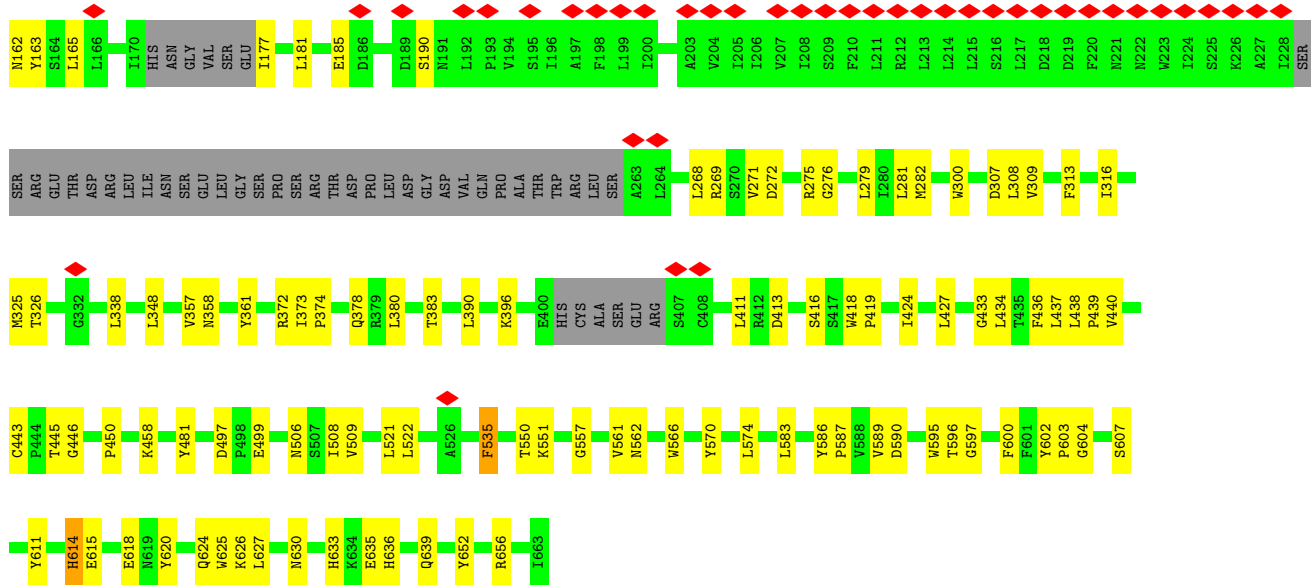 N162 Y163 S164 L165 L166 I170 HIS ASN GLY VAL SER GLU I177 L181 E185 D186 D189 S190 N191 L192 P193 V194 S195 I196 A197 F198 L199 I200 A203 V204 I205 I206 V207 I208 S209 F210 L211 R212 L213 L214 L215 S216 L217 D218 D219 F220 N221 N222 W223 I224 S225 K226 A227 I228 SER
SER ARG GLU THR ASP ARG LEU ILE ASN SER GLU LEU GLY SER PRO SER ARG THR ASP PRO LEU ASP GLY ASP VAL GLN PRO ALA THR TRP ARG LEU SER A263 L264 L268 R269 S270 V271 D272 R275 G276 L279 I280 L281 M282 W300 D307 L308 V309 F313 I316
M325 T326 G332 L338 L348 V357 N358 Y361 R372 I373 P374 Q378 R379 L380 T383 L390 K396 E400 HIS CYS ALA SER GLU ARG S407 C408 L411 R412 D413 S416 S417 W418 P419 I424 L427 G433 L434 T435 F436 L437 L438 P439 V440
C443 P444 T445 G446 P450 K458 Y481 D497 P498 E499 N506 S507 I508 V509 L521 L522 A526 F535 T550 K551 G557 V561 N562 W566 Y570 L574 L583 Y586 P587 V588 V589 D590 W595 T596 G597 F600 F601 Y602 P603 G604 S607
Y611 H614 E615 E618 N619 Y620 Q624 W625 K626 L627 N630 H633 K634 E635 H636 Q639 Y652 R656 I663